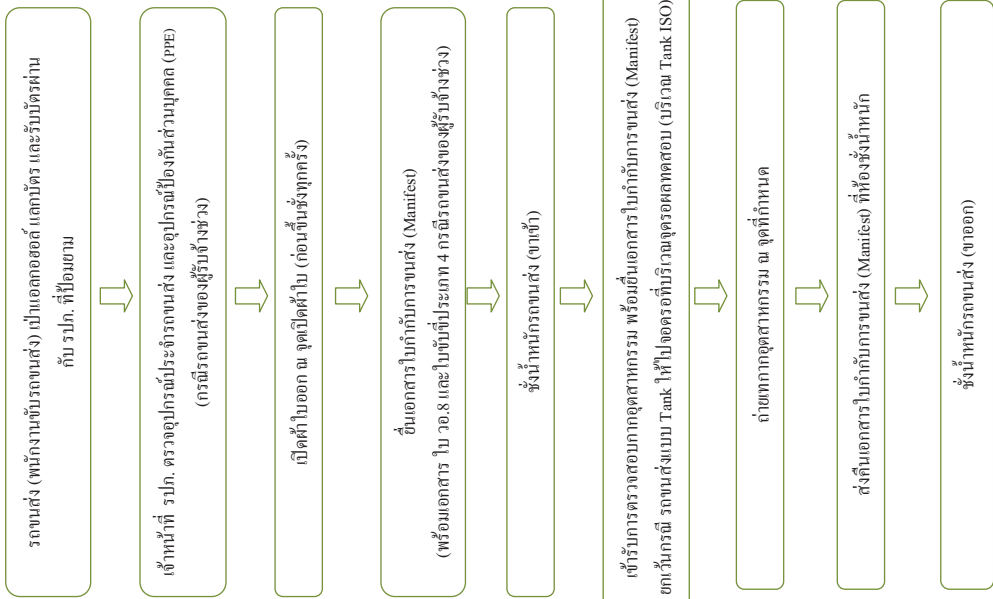 รถขนส่ง (พนักงานขับรถขนส่ง) เป่าแอลกอฮอล์ แลกบัตร และรับบัตรผ่าน
กับ รปภ. ที่ป้อมยาม
เจ้าหน้าที่ รปภ. ตรวจอุปกรณ์ประจำรถขนส่ง และอุปกรณ์ป้องกันส่วนบุคคล (PPE)
(กรณีรถขนส่งของผู้รับจ้างช่วง)
เปิดผ้าใบออก ณ จุดเปิดผ้าใบ (ก่อนขึ้นชั่งทุกครั้ง)
ยื่นเอกสารใบกำกับการขนส่ง (Manifest)
(พร้อมเอกสาร ใบ วอ.8 และใบขับขี่ประเภท 4 กรณีรถขนส่งของผู้รับจ้างช่วง)
ชั่งน้ำหนักรถขนส่ง (ขาเข้า)
เข้ารับการตรวจสอบกากอุตสาหกรรม พร้อมยื่นเอกสารใบกำกับการขนส่ง (Manifest)
ยกเว้นกรณี รถขนส่งแบบ Tank ให้ไปจอดรอที่บริเวณจุดรอผลทดสอบ (บริเวณ Tank ISO)
ถ่ายเทกากอุตสาหกรรม ณ จุดที่กำหนด
ส่งคืนเอกสารใบกำกับการขนส่ง (Manifest) ที่ห้องชั่งน้ำหนัก
ชั่งน้ำหนักรถขนส่ง (ขาออก)